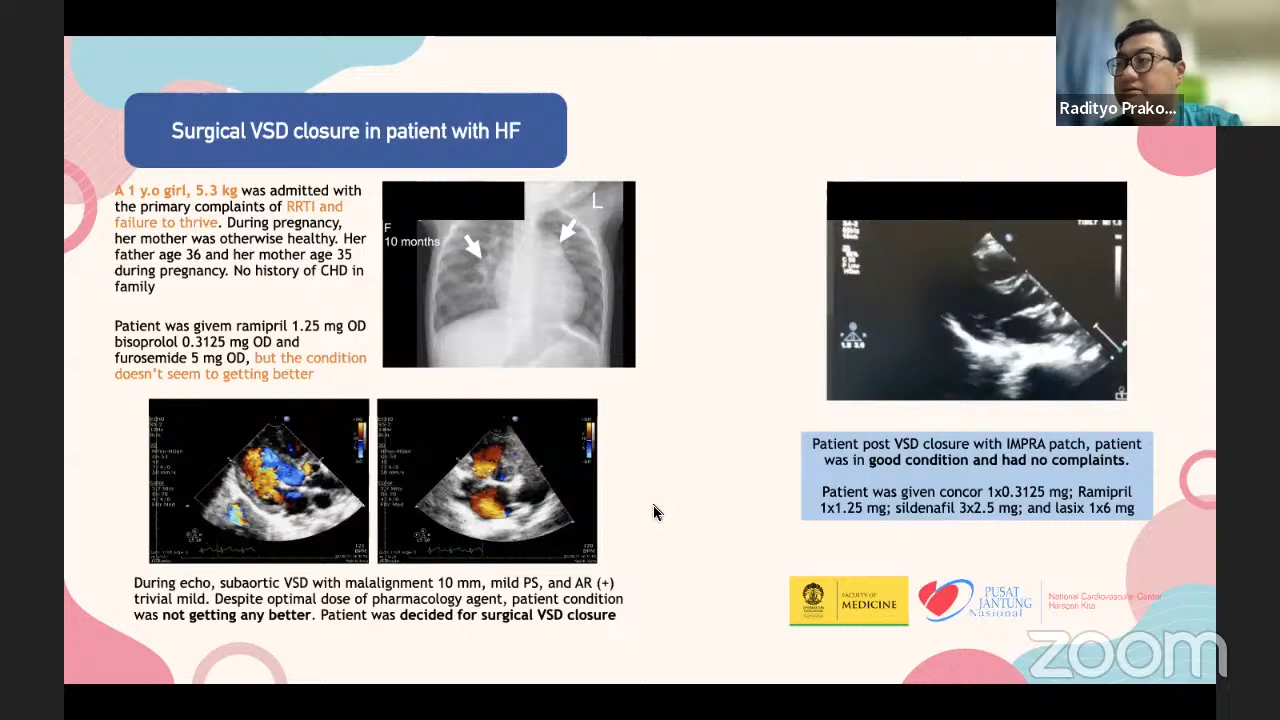 Raditya Prako...
Surgical VSD closure in patient with HF
A 1 y.o girl, 5.3 kg was admitted with
the primary complaints of RRTI and
failure to thrive. During pregnancy,
her mother was otherwise healthy. Her
father age 36 and her mother age 35
during pregnancy. No history of CHD in
family
Patient was givem ramipril 1.25 mg OD
bisoprolol 0.3125 mg OD and
furosemide 5 mg OD, but the condition
doesn't seem to getting better
L
F
10 months
During echo, subaortic VSD with malalignment 10 mm, mild PS, and AR (+)
trivial mild. Despite optimal dose of pharmacology agent, patient condition
was not getting any better. Patient was decided for surgical VSD closure
Patient post VSD closure with IMPRA patch, patient
was in good condition and had no complaints.
Patient was given concor 1x0.3125 mg; Ramipril
1x1.25 mg; sildenafil 3x2.5 mg; and lasix 1x6 mg
FACULTY OF
MEDICINE
PUSAT
JANTUNG
Nasional
National Cardiovascular Center
Harapan Kita
zoom